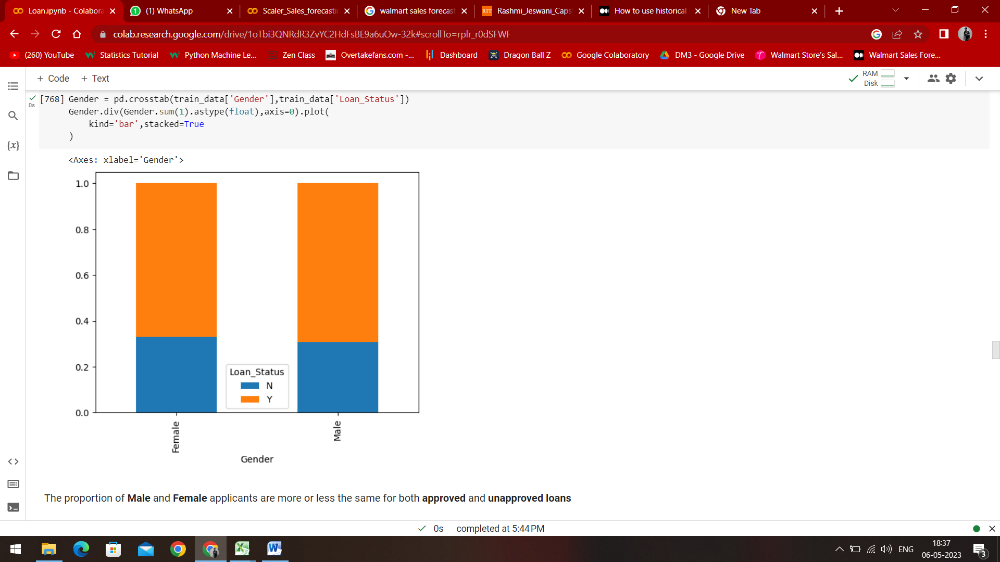 Loan.ipynb - Colabora
(1) WhatsApp
Scaler_Sales_forecasti
walmart sales forecast
Rashmi_Jeswani_Caps
How to use historical
New Tab
colab.research.google.com/drive/1oTbi3QNRdR3ZvYC2HdFsBE9a6uOw-32k#scrollTo=rplr_r0dSFWF
(260) YouTube
Statistics Tutorial
Python Machine Le...
Zen Class
Overtakefans.com -...
Dashboard
Dragon Ball Z
Google Colaboratory
DM3 - Google Drive
Walmart Store's Sal...
Walmart Sales Fore...
+ Code + Text
RAM
Disk
[768] Gender = pd.crosstab(train_data['Gender'],train_data['Loan_Status'])
0s
Gender.div(Gender.sum(1).astype(float),axis=0).plot(
kind='bar',stacked=True
)
<Axes: xlabel='Gender'>
1.0
0.8
0.6
0.4
0.2
0.0
Loan_Status
N
Y
Female
Male
Gender
The proportion of Male and Female applicants are more or less the same for both approved and unapproved loans
0s completed at 5:44 PM
ENG
18:37
06-05-2023
3